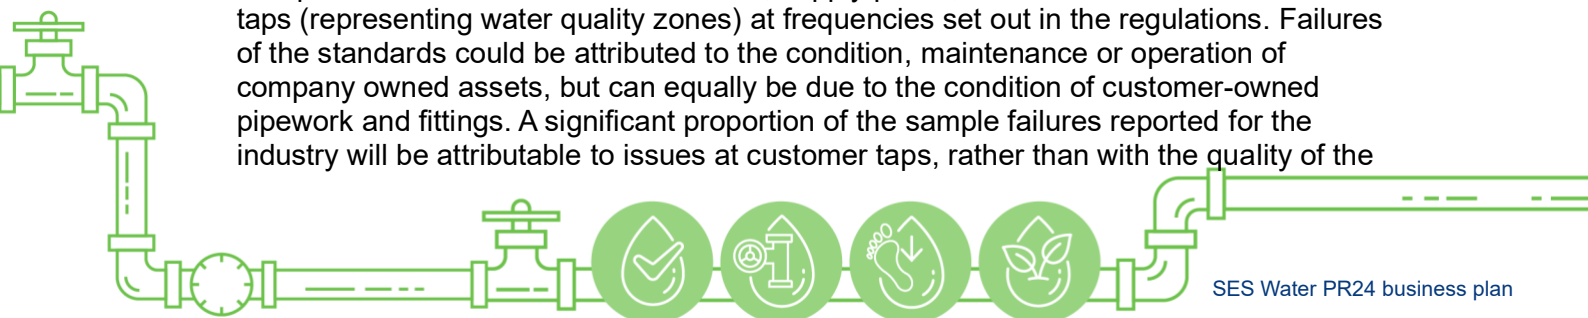 taps (representing water quality zones) at frequencies set out in the regulations. Failures
of the standards could be attributed to the condition, maintenance or operation of
company owned assets, but can equally be due to the condition of customer-owned
pipework and fittings. A significant proportion of the sample failures reported for the
industry will be attributable to issues at customer taps, rather than with the quality of the
SES Water PR24 business plan